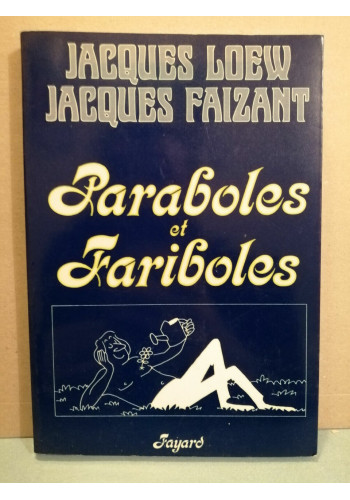 JACQUES LOEW
JACQUES FAIZANT
Paraboles
et
Fariboles
Fayard